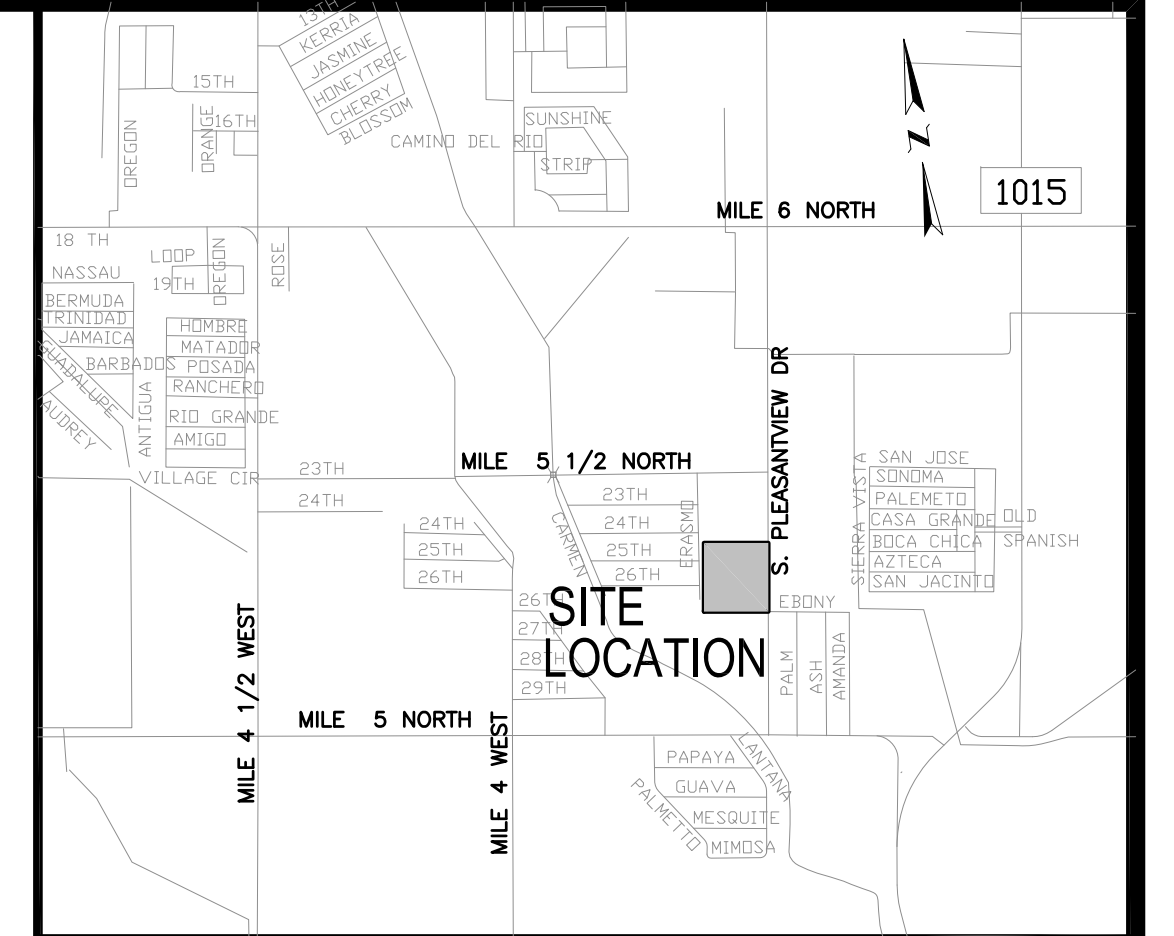 13TH
KERRIA
JASMINE
HONEYTREE
CHERRY
BLOSSOM
15TH
16TH
ORANGE
OREGON
CAMINO DEL RIO
SUNSHINE
STRIP
N
1015
MILE 6 NORTH
18 TH
LOOP
OREGON
19TH
ROSE
NASSAU
BERMUDA
TRINIDAD
JAMAICA
BARBADOS
GUADALUPE
AUDREY
ANTIGUA
HOMBRE
MATADOR
POSADA
RANCHERO
RIO GRANDE
AMIGO
VILLAGE CIR
23TH
24TH
MILE 5 1/2 NORTH
S. PLEASANTVIEW DR
24TH
25TH
26TH
CARMEN
23TH
24TH
25TH
26TH
ERASMO
SIERRA VISTA
SAN JOSE
SONOMA
PALEMETO
CASA GRANDE
BOCA CHICA
AZTECA
SAN JACINTO
OLD
SPANISH
SITE
LOCATION
26TH
27TH
28TH
29TH
EBONY
PALM
ASH
AMANDA
MILE 4 1/2 WEST
MILE 5 NORTH
MILE 4 WEST
PAPAYA
GUAVA
MESQUITE
MIMOSA
PALMETTO
LANTANA